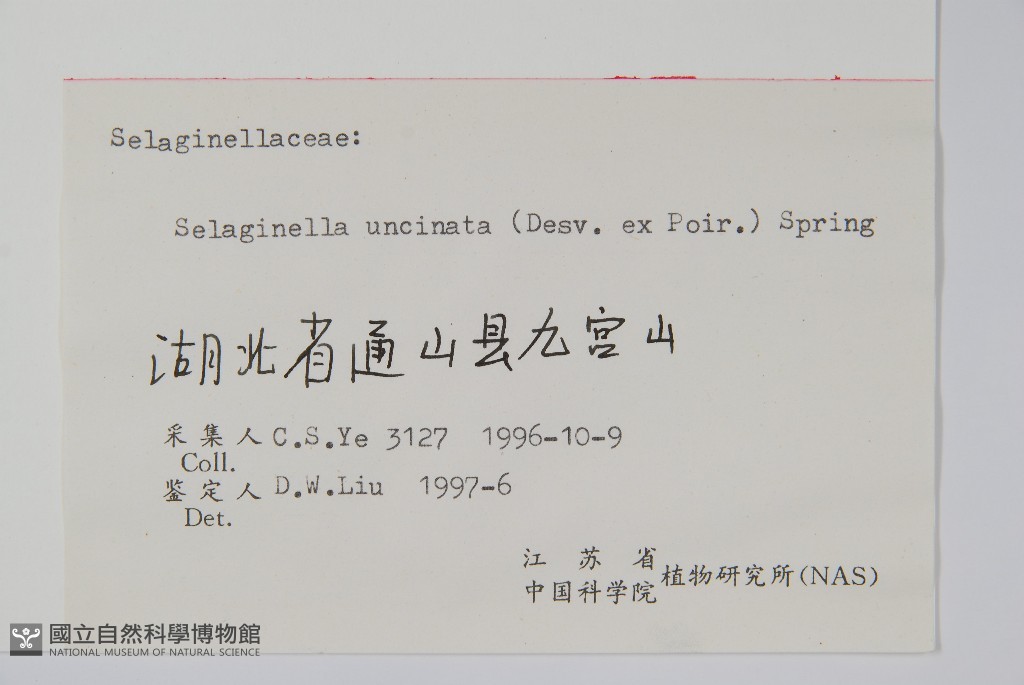 Selaginellaceae:
Selaginella uncinata (Desv. ex Poir.) Spring
湖北省通山县九宫山
采集人 C.S.Ye 3127 1996-10-9
Coll.
鉴定人 D.W.Liu 1997-6
Det.
江苏省
中国科学院 植物研究所(NAS)
國立自然科學博物館
NATIONAL MUSEUM OF NATURAL SCIENCE